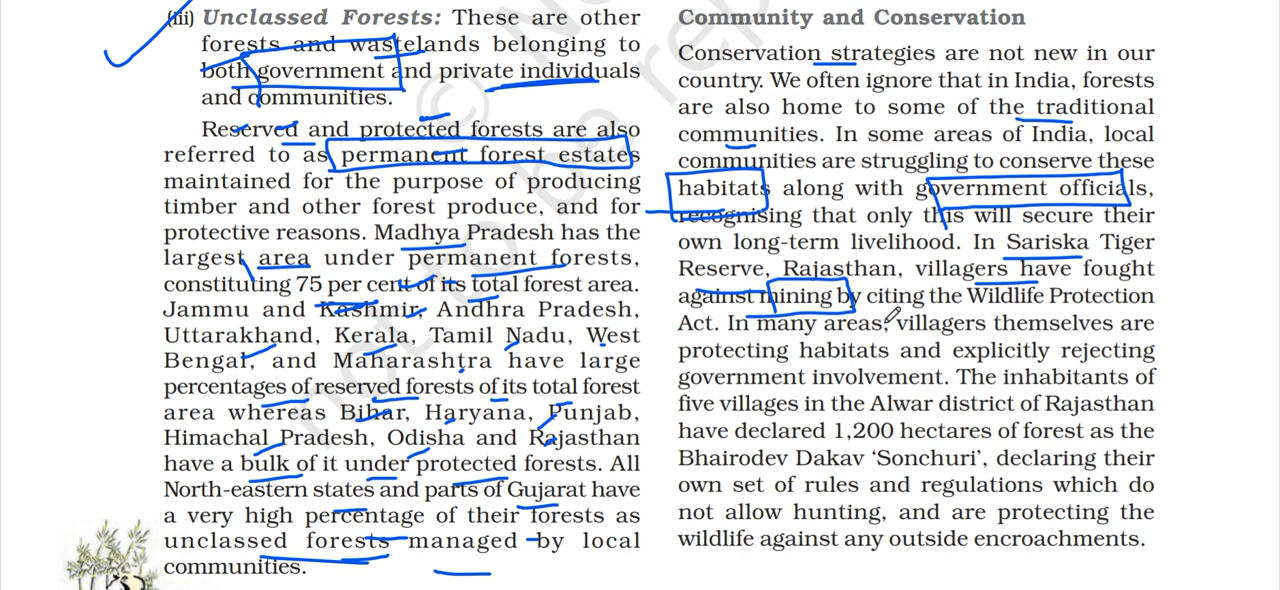 (iii) Unclassed Forests: These are other
forests and wastelands belonging to
both government and private individuals
and communities.
Reserved and protected forests are also
referred to as permanent forest estates
maintained for the purpose of producing
timber and other forest produce, and for
protective reasons. Madhya Pradesh has the
largest area under permanent forests,
constituting 75 per cent of its total forest area.
Jammu and Kashmir, Andhra Pradesh,
Uttarakhand, Kerala, Tamil Nadu, West
Bengal, and Maharashtra have large
percentages of reserved forests of its total forest
area whereas Bihar, Haryana, Punjab,
Himachal Pradesh, Odisha and Rajasthan
have a bulk of it under protected forests. All
North-eastern states and parts of Gujarat have
a very high percentage of their forests as
unclassed forests managed by local
communities.
Community and Conservation
Conservation strategies are not new in our
country. We often ignore that in India, forests
are also home to some of the traditional
communities. In some areas of India, local
communities are struggling to conserve these
habitats along with government officials,
recognising that only this will secure their
own long-term livelihood. In Sariska Tiger
Reserve, Rajasthan, villagers have fought
against mining by citing the Wildlife Protection
Act. In many areas, villagers themselves are
protecting habitats and explicitly rejecting
government involvement. The inhabitants of
five villages in the Alwar district of Rajasthan
have declared 1,200 hectares of forest as the
Bhairodev Dakav ‘Sonchuri’, declaring their
own set of rules and regulations which do
not allow hunting, and are protecting the
wildlife against any outside encroachments.
© N
not to be re